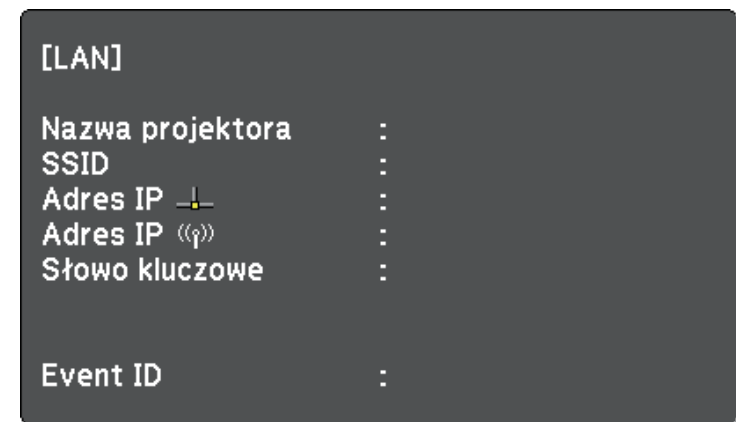 [LAN]
Nazwa projektora :
SSID :
Adres IP :
Adres IP :
Słowo kluczowe :
Event ID :